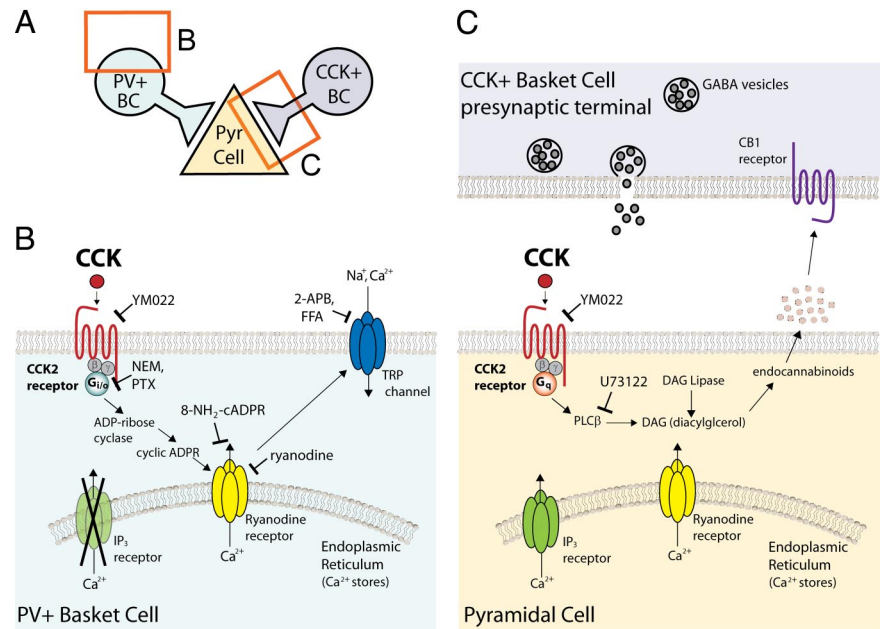 A
B
PV+
BC
CCK+
BC
Pyr
Cell
C
B
CCK
YM022
Na⁺, Ca²⁺
2-APB,
FFA
CCK2
receptor
β γ
Gi/o
NEM,
PTX
TRP
channel
8-NH₂-cADPR
ADP-ribose
cyclase
cyclic ADPR
ryanodine
IP₃
receptor
Ryanodine
receptor
Ca²⁺
Ca²⁺
Endoplasmic
Reticulum
(Ca²⁺ stores)
PV+ Basket Cell
C
CCK+ Basket Cell
presynaptic terminal
GABA vesicles
CB1
receptor
CCK
YM022
CCK2
receptor
β γ
Gq
U73122
DAG Lipase
endocannabinoids
PLCβ
DAG (diacylglcerol)
IP₃
receptor
Ryanodine
receptor
Ca²⁺
Ca²⁺
Endoplasmic
Reticulum
(Ca²⁺ stores)
Pyramidal Cell